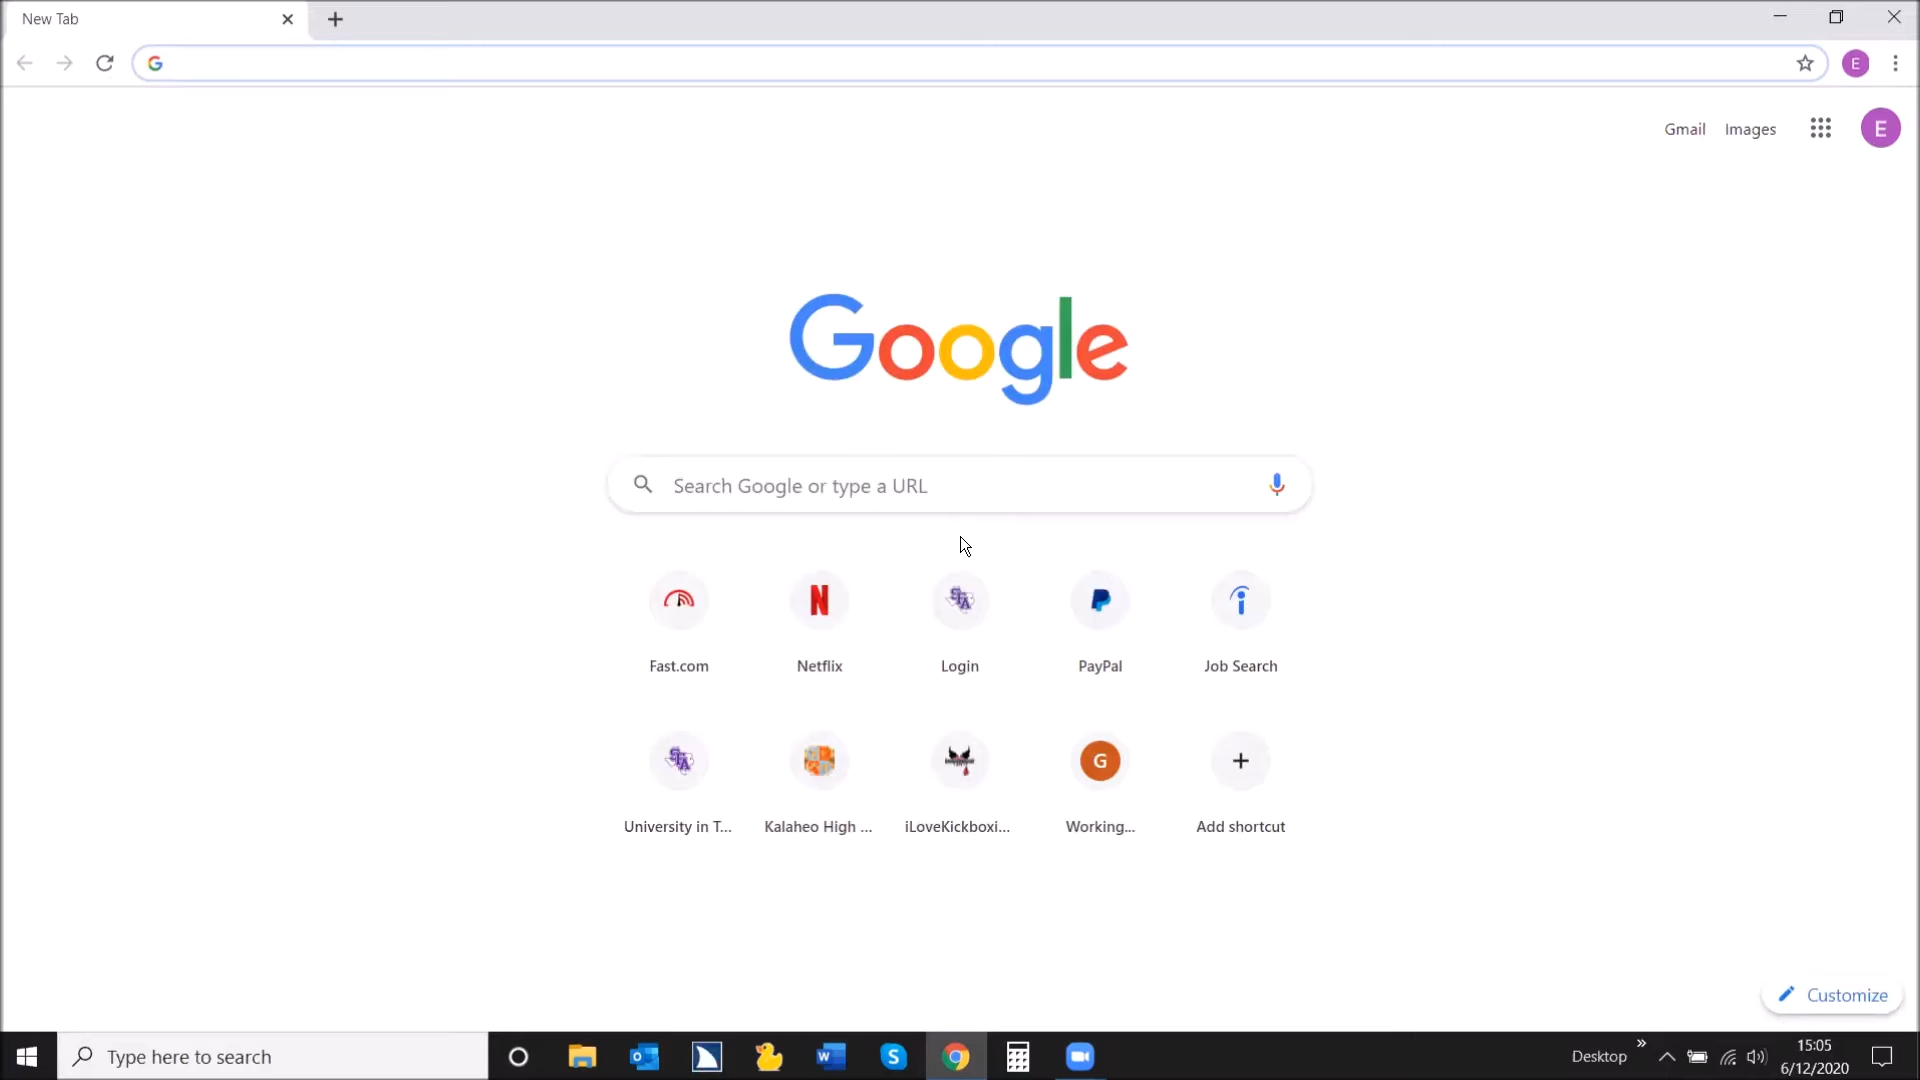 New Tab
Gmail Images
E
E
Google
Search Google or type a URL
Fast.com
Netflix
Login
PayPal
Job Search
University in T...
Kalaheo High ...
iLoveKickboxi...
G
Working...
Add shortcut
Customize
Type here to search
Desktop
15:05
6/12/2020